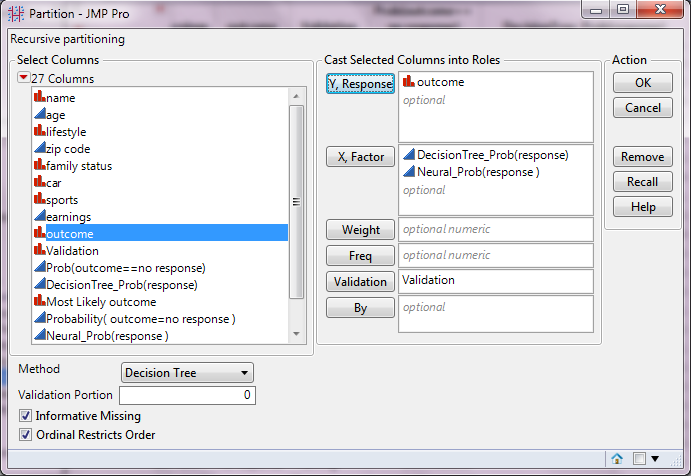 Partition - JMP Pro
Recursive partitioning
Select Columns
27 Columns
name
age
lifestyle
zip code
family status
car
sports
earnings
outcome
Validation
Prob(outcome==no response)
DecisionTree_Prob(response)
Most Likely outcome
Probability( outcome=no response )
Neural_Prob(response )
Cast Selected Columns into Roles
Y, Response
outcome
optional
X, Factor
DecisionTree_Prob(response)
Neural_Prob(response )
optional
Weight
optional numeric
Freq
optional numeric
Validation
Validation
By
optional
Action
OK
Cancel
Remove
Recall
Help
Method
Decision Tree
Validation Portion
0
Informative Missing
Ordinal Restricts Order